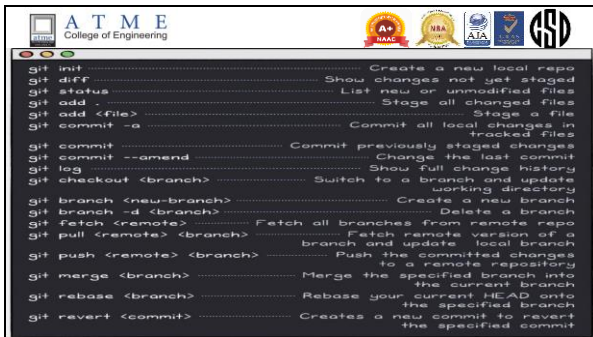 A T M E
College of Engineering
atme
A+
NAAC
NBA
AJA
UKAS
CSD
git init Create a new local repo
git diff Show changes not yet staged
git status List new or unmodified files
git add . Stage all changed files
git add <file> Stage a file
git commit -a Commit all local changes in
tracked files
git commit Commit previously staged changes
git commit --amend Change the last commit
git log Show full change history
git checkout <branch> Switch to a branch and update
working directory
git branch <new-branch> Create a new branch
git branch -d <branch> Delete a branch
git fetch <remote> Fetch all branches from remote repo
git pull <remote> <branch> Fetch remote version of a
branch and update local branch
git push <remote> <branch> Push the committed changes
to a remote repository
git merge <branch> Merge the specified branch into
the current branch
git rebase <branch> Rebase your current HEAD onto
the specified branch
git revert <commit> Creates a new commit to revert
the specified commit